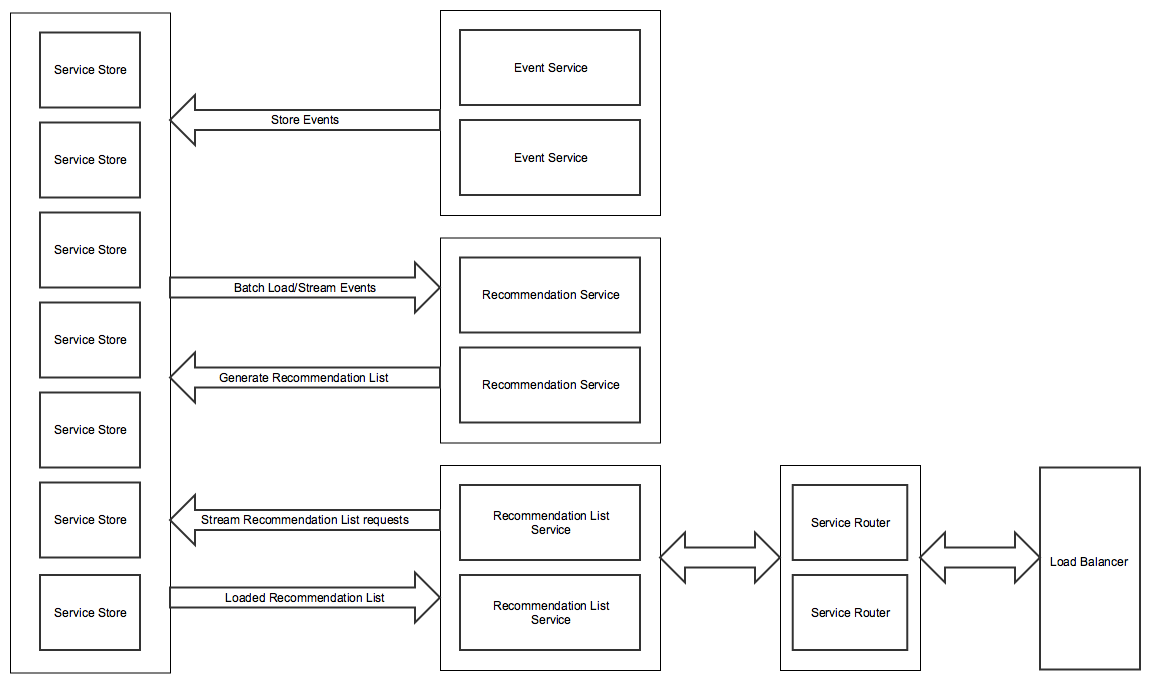 Service Store
Service Store
Service Store
Service Store
Service Store
Service Store
Service Store
Store Events
Batch Load/Stream Events
Generate Recommendation List
Stream Recommendation List requests
Loaded Recommendation List
Event Service
Event Service
Recommendation Service
Recommendation Service
Recommendation List
Service
Recommendation List
Service
Service Router
Service Router
Load Balancer